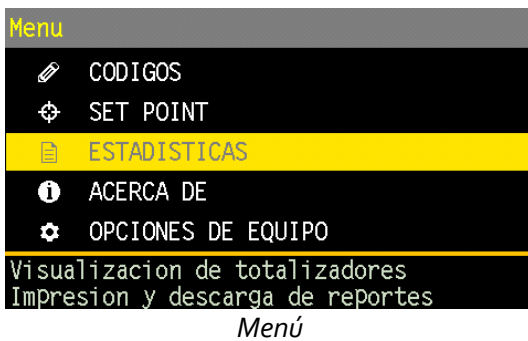 Menu
CODIGOS
SET POINT
ESTADISTICAS
ACERCA DE
OPCIONES DE EQUIPO
Visualizacion de totalizadores
Impresion y descarga de reportes
Menú